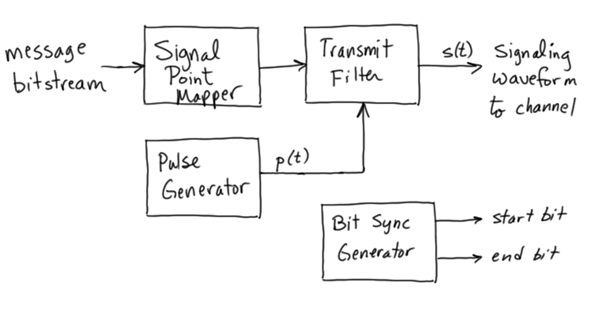 message
bitstream
Signal
Point
Mapper
Transmit
Filter
s(t)
Signaling
waveform
to channel
Pulse
Generator
p(t)
Bit Sync
Generator
start bit
end bit